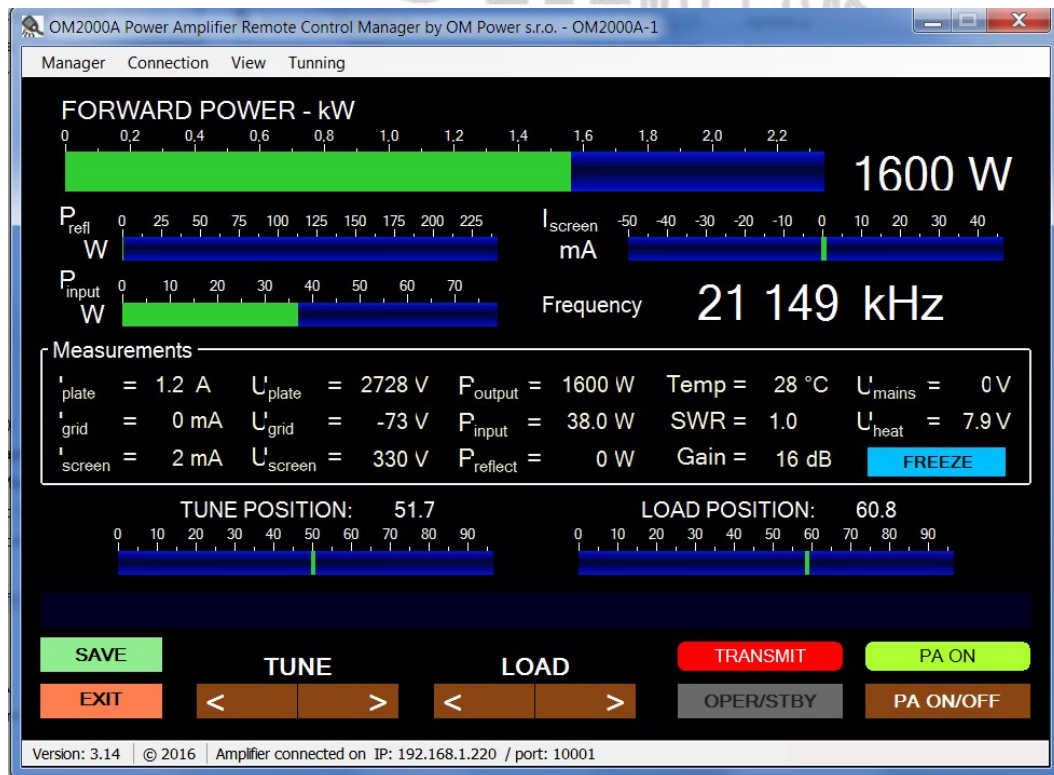 OM2000A Power Amplifier Remote Control Manager by OM Power s.r.o. - OM2000A-1
Manager Connection View Tunning
FORWARD POWER - kW
0 0,2 0,4 0,6 0,8 1,0 1,2 1,4 1,6 1,8 2,0 2,2
1600 W
Prefl W 0 25 50 75 100 125 150 175 200 225
Iscreen mA -50 -40 -30 -20 -10 0 10 20 30 40
Pinput W 0 10 20 30 40 50 60 70
Frequency 21 149 kHz
Measurements
Iplate = 1.2 A Uplate = 2728 V Poutput = 1600 W Temp = 28 °C Umains = 0 V
Igrid = 0 mA Ugrid = -73 V Pinput = 38.0 W SWR = 1.0 Uheat = 7.9 V
Iscreen = 2 mA Uscreen = 330 V Preflect = 0 W Gain = 16 dB FREEZE
TUNE POSITION: 51.7 LOAD POSITION: 60.8
0 10 20 30 40 50 60 70 80 90 0 10 20 30 40 50 60 70 80 90
SAVE TUNE LOAD TRANSMIT PA ON
EXIT < > < > OPER/STBY PA ON/OFF
Version: 3.14 © 2016 Amplifier connected on IP: 192.168.1.220 / port: 10001